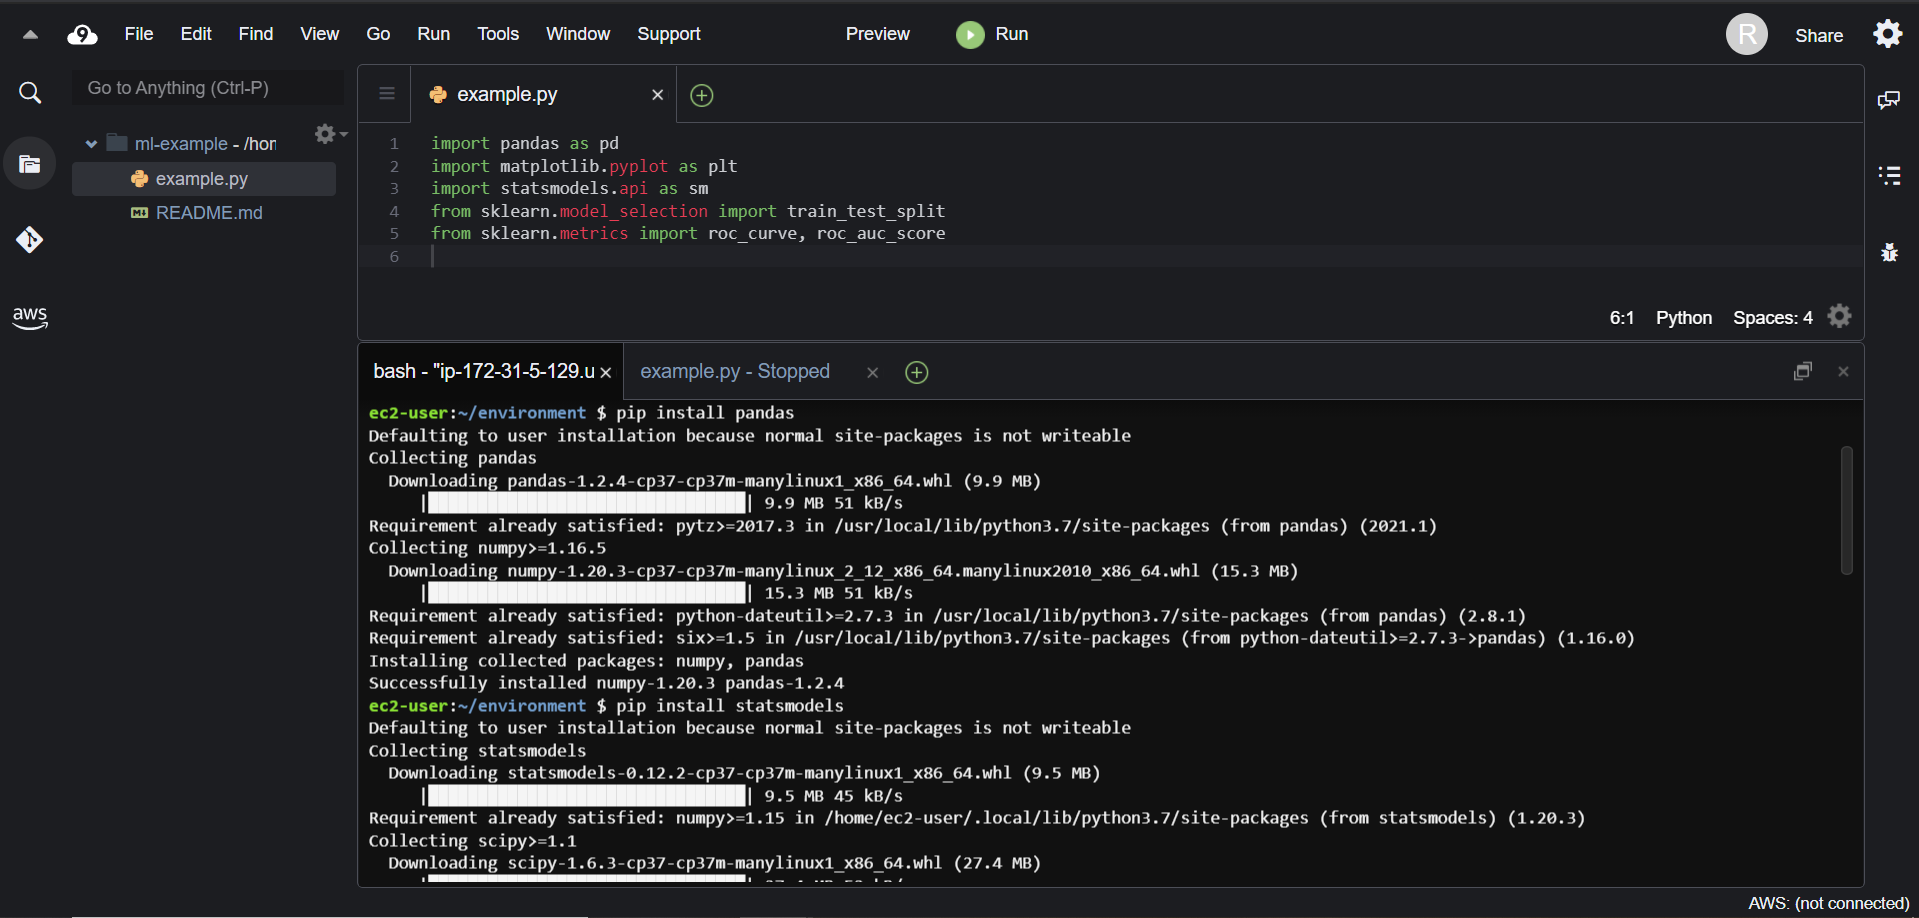 9 File Edit Find View Go Run Tools Window Support Preview Run R Share
Go to Anything (Ctrl-P)
ml-example - /hom
example.py
README.md
aws
example.py
1 import pandas as pd
2 import matplotlib.pyplot as plt
3 import statsmodels.api as sm
4 from sklearn.model_selection import train_test_split
5 from sklearn.metrics import roc_curve, roc_auc_score
6
6:1 Python Spaces: 4
bash - "ip-172-31-5-129.u example.py - Stopped
ec2-user:~/environment $ pip install pandas
Defaulting to user installation because normal site-packages is not writeable
Collecting pandas
Downloading pandas-1.2.4-cp37-cp37m-manylinux1_x86_64.whl (9.9 MB)
| | 9.9 MB 51 kB/s
Requirement already satisfied: pytz>=2017.3 in /usr/local/lib/python3.7/site-packages (from pandas) (2021.1)
Collecting numpy>=1.16.5
Downloading numpy-1.20.3-cp37-cp37m-manylinux_2_12_x86_64.manylinux2010_x86_64.whl (15.3 MB)
| | 15.3 MB 51 kB/s
Requirement already satisfied: python-dateutil>=2.7.3 in /usr/local/lib/python3.7/site-packages (from pandas) (2.8.1)
Requirement already satisfied: six>=1.5 in /usr/local/lib/python3.7/site-packages (from python-dateutil>=2.7.3->pandas) (1.16.0)
Installing collected packages: numpy, pandas
Successfully installed numpy-1.20.3 pandas-1.2.4
ec2-user:~/environment $ pip install statsmodels
Defaulting to user installation because normal site-packages is not writeable
Collecting statsmodels
Downloading statsmodels-0.12.2-cp37-cp37m-manylinux1_x86_64.whl (9.5 MB)
| | 9.5 MB 45 kB/s
Requirement already satisfied: numpy>=1.15 in /home/ec2-user/.local/lib/python3.7/site-packages (from statsmodels) (1.20.3)
Collecting scipy>=1.1
Downloading scipy-1.6.3-cp37-cp37m-manylinux1_x86_64.whl (27.4 MB)
AWS: (not connected)